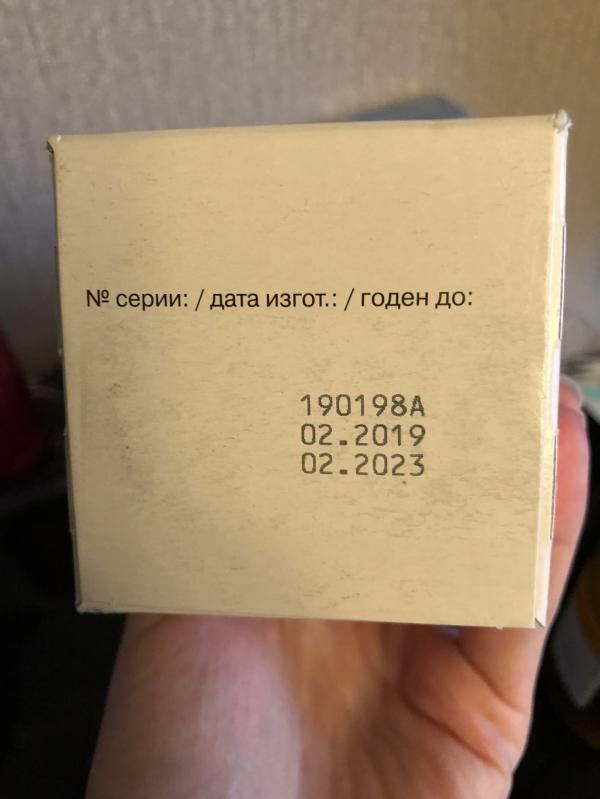 № серии: / дата изгот.: / годен до:
190198A
02.2019
02.2023